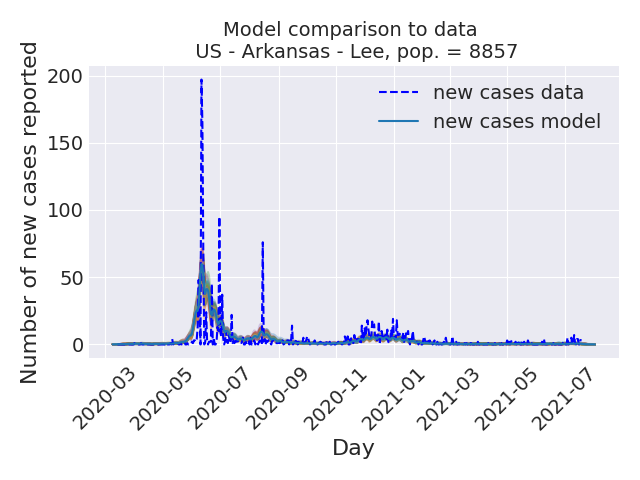 Model comparison to data
US - Arkansas - Lee, pop. = 8857
Number of new cases reported
200
150
100
50
0
new cases data
new cases model
2020-03
2020-05
2020-07
2020-09
2020-11
2021-01
2021-03
2021-05
2021-07
Day